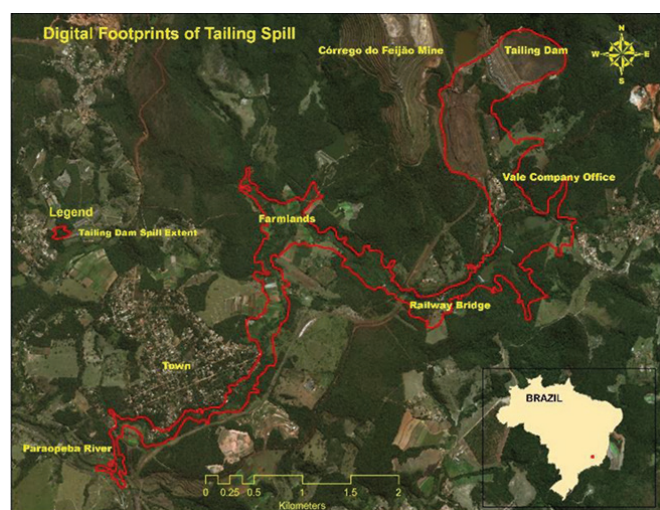 Digital Footprints of Tailing Spill
Córrego do Feijão Mine
Tailing Dam
N
W E
S
Vale Company Office
Legend
Tailing Dam Spill Extent
Farmlands
Railway Bridge
Town
Paraopeba River
BRAZIL
0 0.25 0.5 1 1.5 2
Kilometers